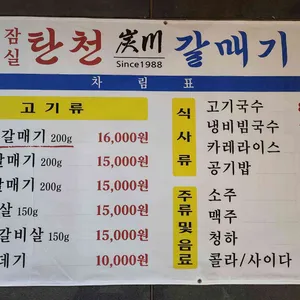 잠실 탄천 炭川 Since1988 갈매기
차 림 표
고 기 류
갈매기 200g 16,000원
갈매기 200g 15,000원
갈매기 200g 15,000원
살 150g 15,000원
갈비살 150g 15,000원
데기 10,000원
식사류
고기국수
냉비빔국수
카레라이스
공기밥
주류및음료
소주
맥주
청하
콜라/사이다